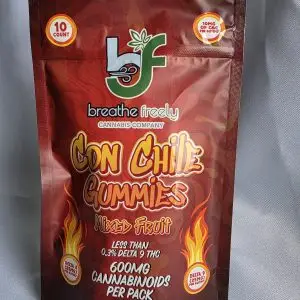 10
COUNT
bf
breathe freely
CANNABIS COMPANY
CON CHILE
GUMMIES
MIXED FRUIT
LESS THAN
0.3% DELTA 9 THC
600MG
CANNABINOIDS
PER PACK